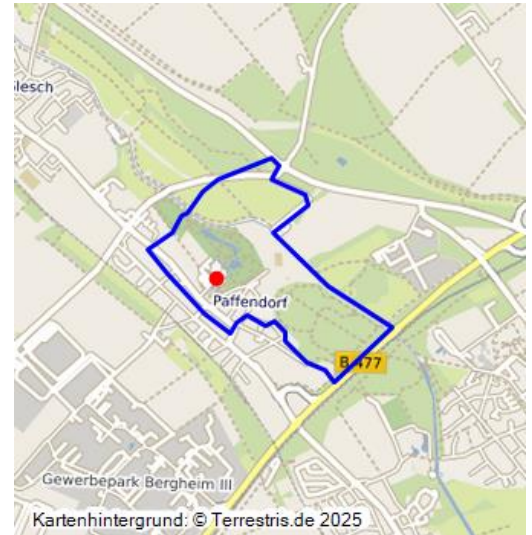 lesch
Paffendorf
B 477
Gewerbepark Bergheim III
Kartenhintergrund: © Terrestris.de 2025